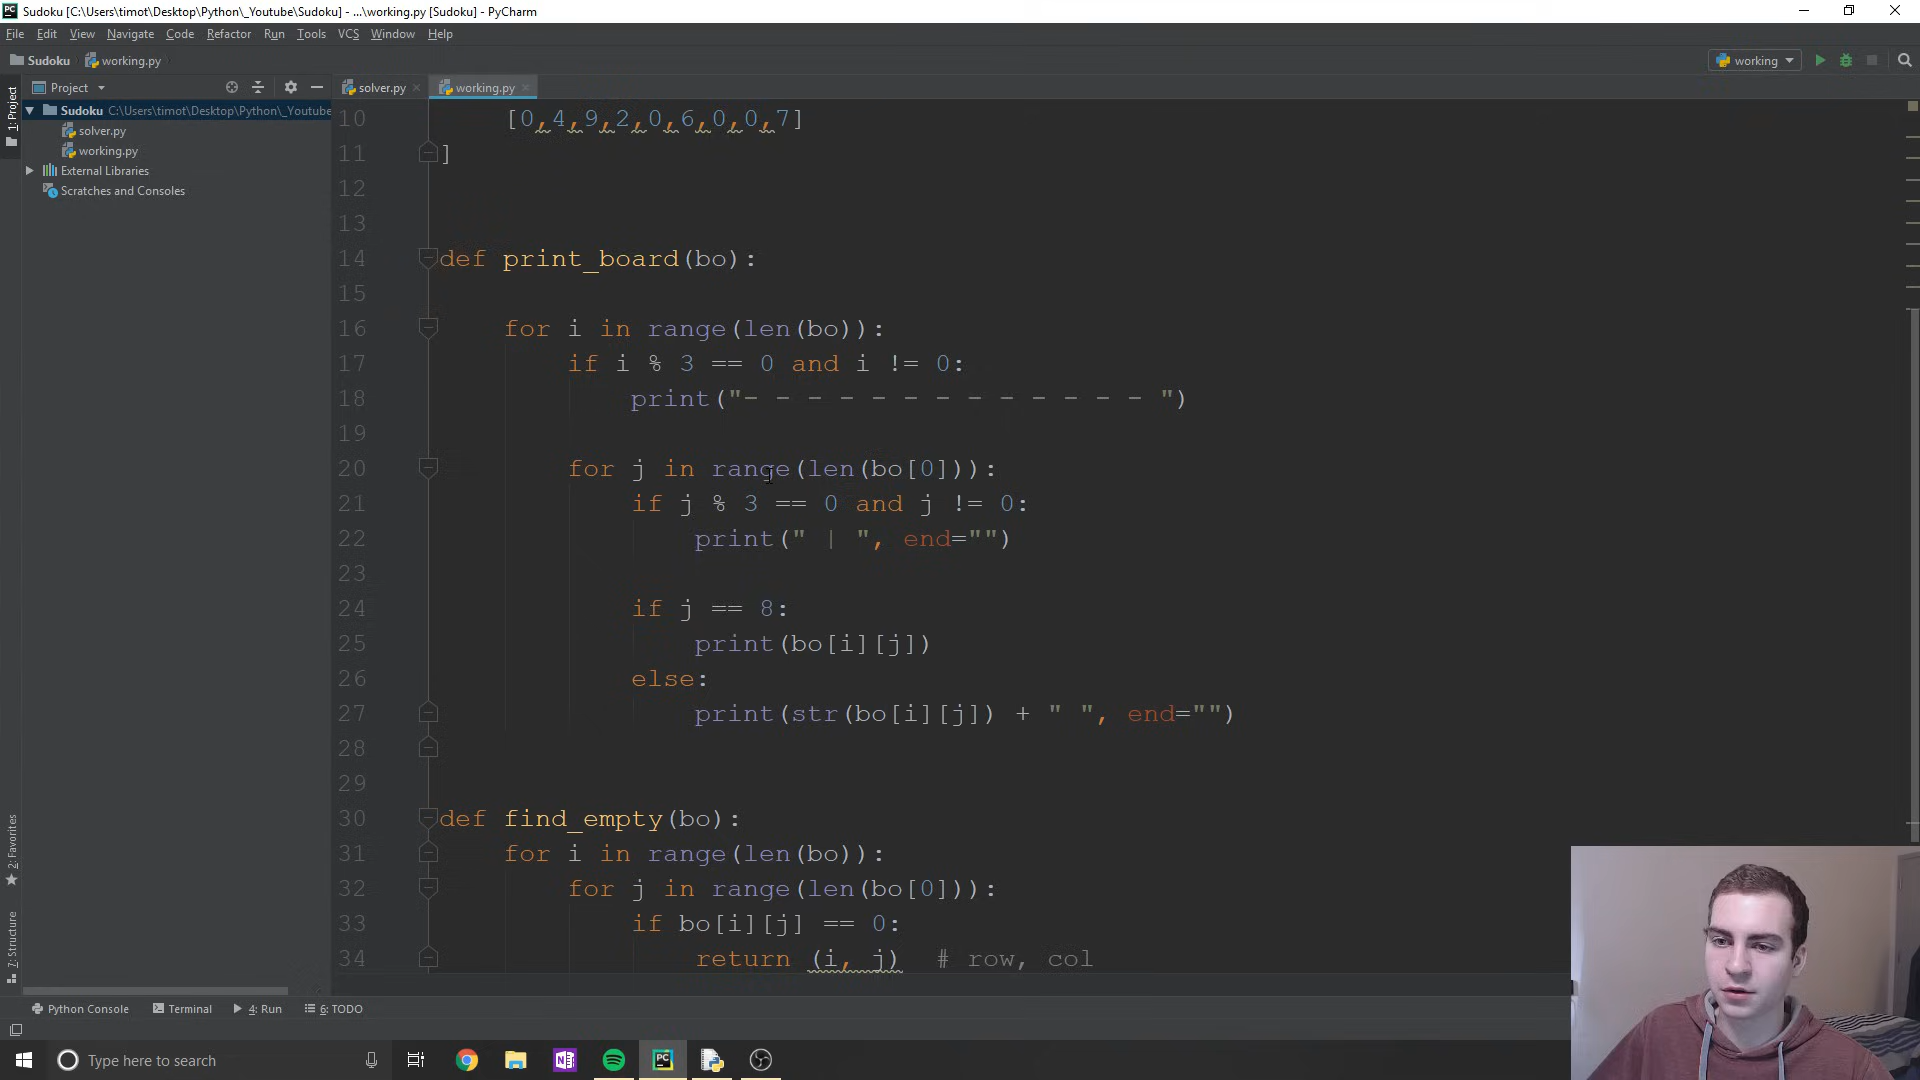 Sudoku [C:\Users\timot\Desktop\Python\_Youtube\Sudoku] - ...\working.py [Sudoku] - PyCharm
File Edit View Navigate Code Refactor Run Tools VCS Window Help
Sudoku working.py working
1: Project
Project solver.py working.py
Sudoku C:\Users\timot\Desktop\Python\_Youtube
solver.py
working.py
External Libraries
Scratches and Consoles
10 [0,4,9,2,0,6,0,0,7]
11 ]
12
13
14 def print_board(bo):
15
16 for i in range(len(bo)):
17 if i % 3 == 0 and i != 0:
18 print("- - - - - - - - - - - - - ")
19
20 for j in range(len(bo[0])):
21 if j % 3 == 0 and j != 0:
22 print(" | ", end="")
23
24 if j == 8:
25 print(bo[i][j])
26 else:
27 print(str(bo[i][j]) + " ", end="")
28
29
30 def find_empty(bo):
31 for i in range(len(bo)):
32 for j in range(len(bo[0])):
33 if bo[i][j] == 0:
34 return (i, j) # row, col
2: Favorites
7: Structure
Python Console Terminal 4: Run 6: TODO
Type here to search